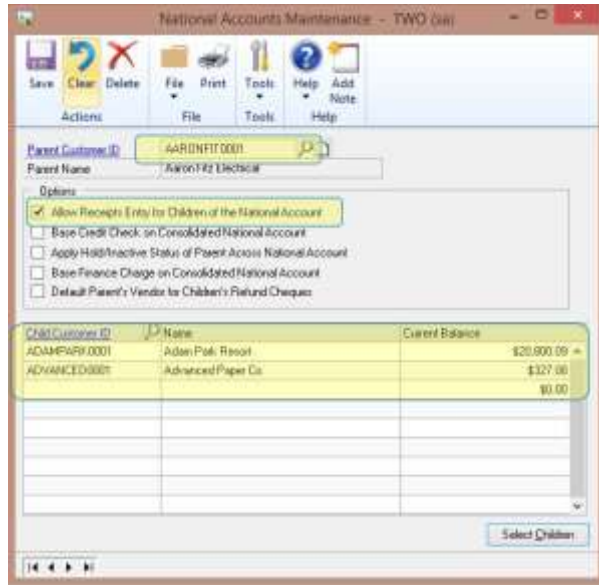 National Accounts Maintenance - TWO (sa)
Save Clear Delete File Print Tools Help Add Note
Actions File Tools Help
Parent Customer ID AARONFIT0001
Parent Name Aaron Fitz Electrical
Options
Allow Receipts Entry for Children of the National Account
Base Credit Check on Consolidated National Account
Apply Hold/Inactive Status of Parent Across National Account
Base Finance Charge on Consolidated National Account
Default Parent's Vendor for Children's Refund Cheques
Child Customer ID Name Current Balance
ADAMPARK0001 Adam Park Resort $20,800.09
ADVANCED0001 Advanced Paper Co.
$0.00
Select Children